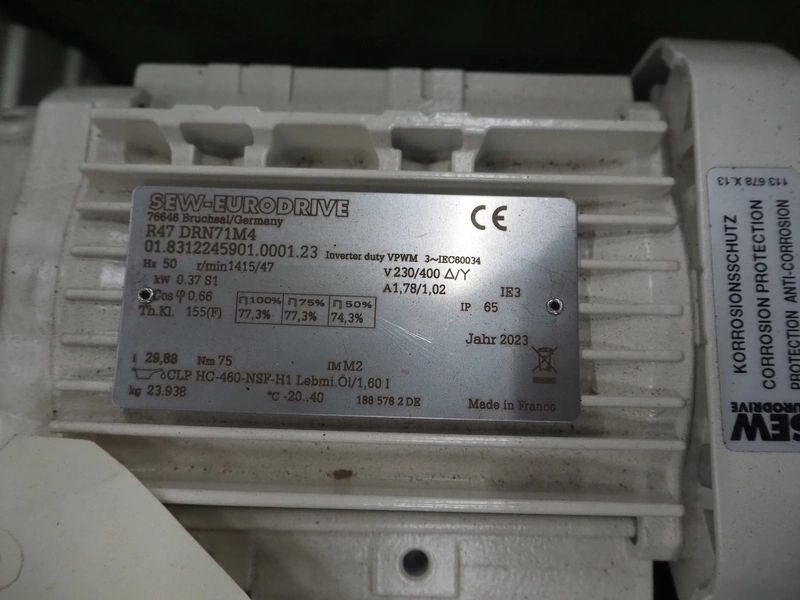 SEW-EURODRIVE
76646 Bruchsal/Germany
R47 DRN71M4
01.8312245901.0001.23 Inverter duty VPWM 3~IEC60034
Hz 50 r/min1415/47 V 230/400 Δ/Y
kW 0.37 S1 A 1,78/1,02 IE3
Cos φ 0,66 η100% η75% η50% IP 65
Th.Kl. 155(F) 77,3% 77,3% 74,3%
Jahr 2023
i 29,88 Nm 75 IM M2
CLP HC-460-NSF-H1 Lebmi.Öl/1,60 l
kg 23.938 °C -20..40 188 578 2 DE Made in France
CE
KORROSIONSSCHUTZ
CORROSION PROTECTION
PROTECTION ANTI-CORROSION
113 678 X.13
SEW
EURODRIVE